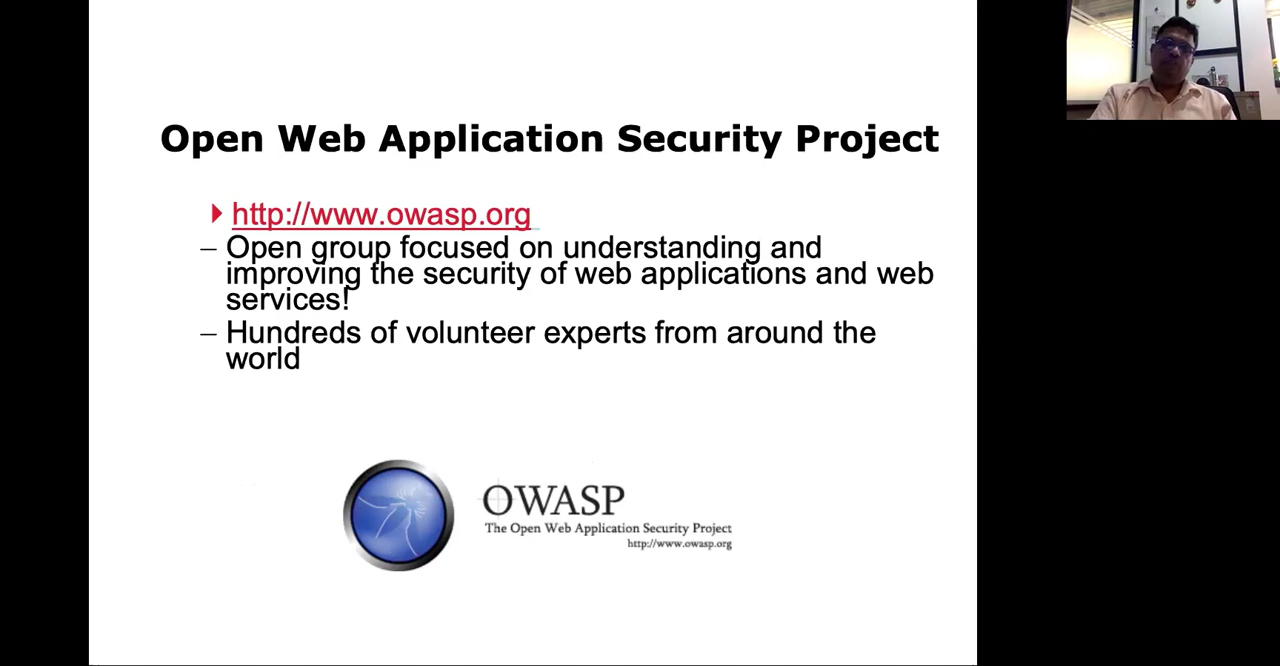 Open Web Application Security Project
http://www.owasp.org
– Open group focused on understanding and
improving the security of web applications and web
services!
– Hundreds of volunteer experts from around the
world
OWASP
The Open Web Application Security Project
http://www.owasp.org